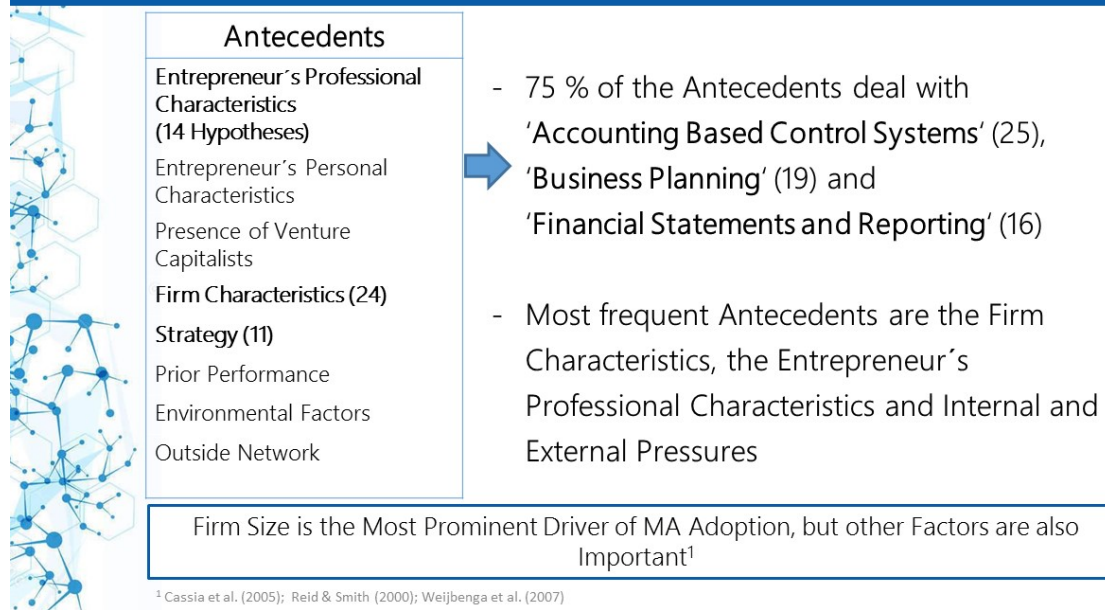 Antecedents
Entrepreneur´s Professional
Characteristics
(14 Hypotheses)
Entrepreneur´s Personal
Characteristics
Presence of Venture
Capitalists
Firm Characteristics (24)
Strategy (11)
Prior Performance
Environmental Factors
Outside Network
- 75 % of the Antecedents deal with
‘Accounting Based Control Systems‘ (25),
‘Business Planning‘ (19) and
‘Financial Statements and Reporting‘ (16)
- Most frequent Antecedents are the Firm
Characteristics, the Entrepreneur´s
Professional Characteristics and Internal and
External Pressures
Firm Size is the Most Prominent Driver of MA Adoption, but other Factors are also
Important¹
¹ Cassia et al. (2005); Reid & Smith (2000); Weijbenga et al. (2007)